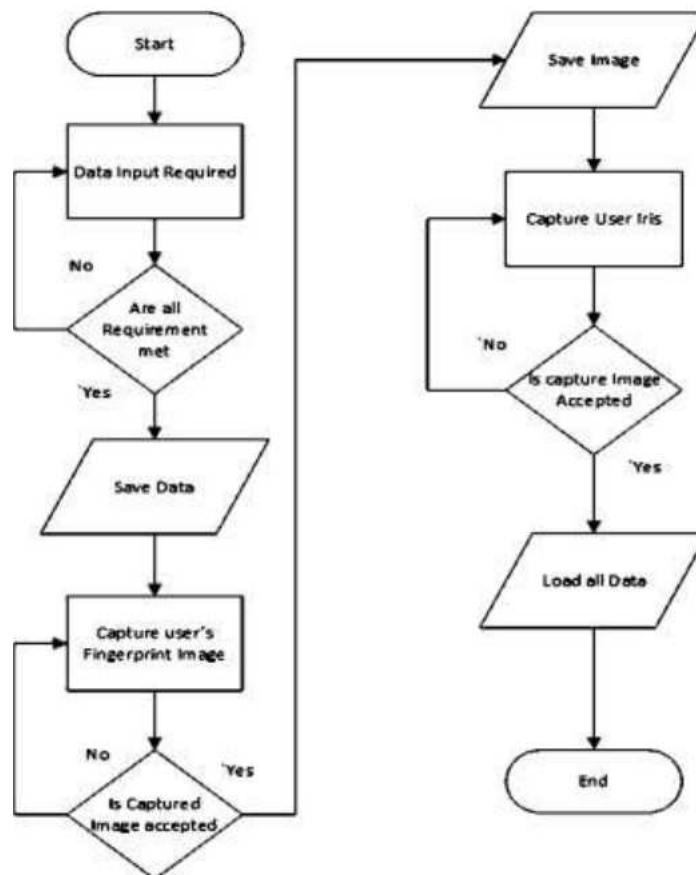 Start
Data Input Required
No
Are all
Requirement
met
`Yes
Save Data
Capture user's
Fingerprint Image
No
`Yes
Is Captured
Image accepted
Save Image
Capture User Iris
`No
Is capture Image
Accepted
`Yes
Load all Data
End